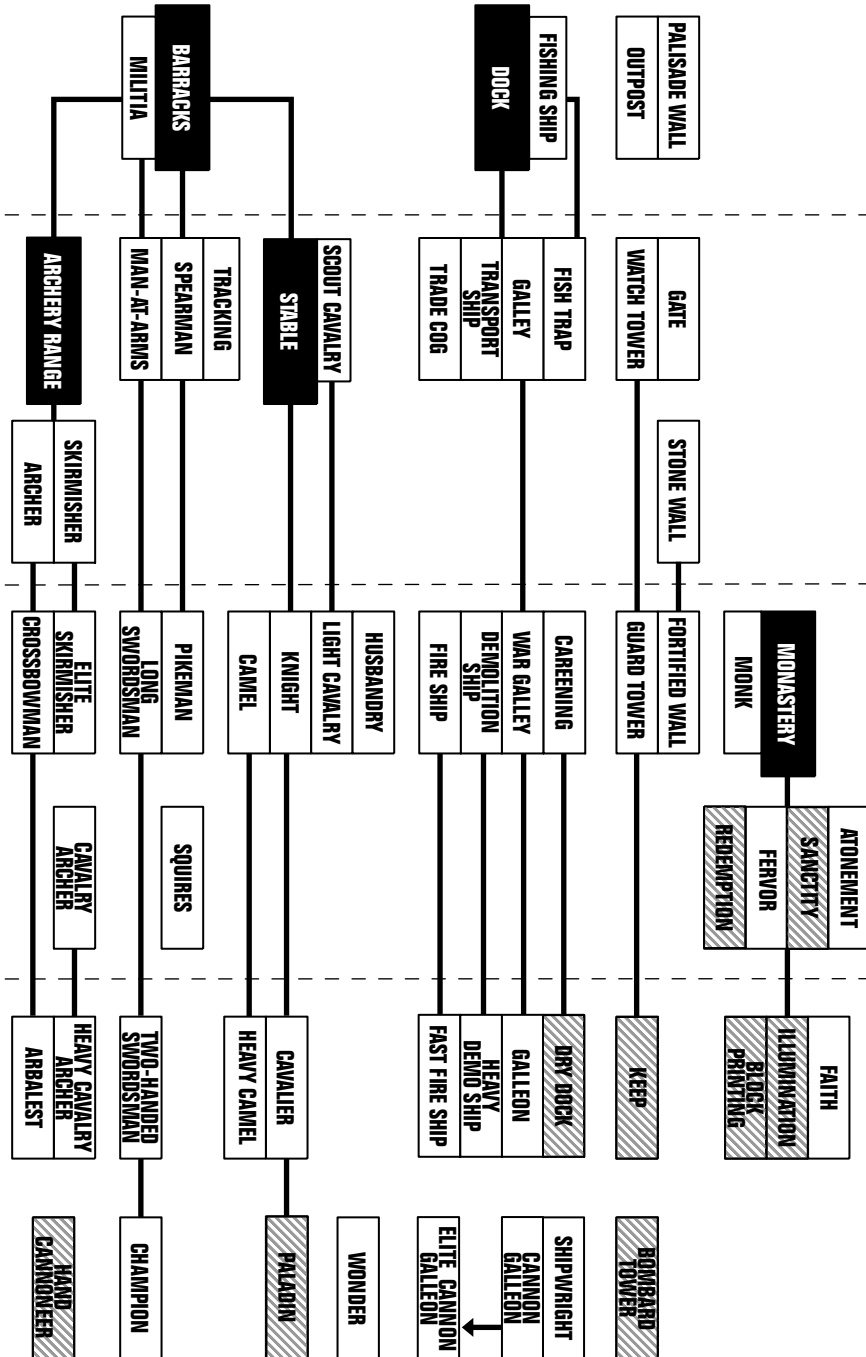 PALISADE WALL
OUTPOST
FISHING SHIP
DOCK
BARRACKS
MILITIA
GATE
WATCH TOWER
FISH TRAP
GALLEY
TRANSPORT
SHIP
TRADE COG
SCOUT CAVALRY
STABLE
TRACKING
SPEARMAN
MAN-AT-ARMS
ARCHERY RANGE
STONE WALL
SKIRMISHER
ARCHER
MONASTERY
MONK
FORTIFIED WALL
GUARD TOWER
CAREENING
WAR GALLEY
DEMOLITION
SHIP
FIRE SHIP
HUSBANDRY
LIGHT CAVALRY
KNIGHT
CAMEL
PIKEMAN
LONG
SWORDSMAN
ELITE
SKIRMISHER
CROSSBOWMAN
ATONEMENT
SANCTITY
FERVOR
REDEMPTION
SQUIRES
CAVALRY
ARCHER
FAITH
ILLUMINATION
BLOCK
PRINTING
KEEP
DRY DOCK
GALLEON
HEAVY
DEMO SHIP
FAST FIRE SHIP
CAVALIER
HEAVY CAMEL
TWO-HANDED
SWORDSMAN
HEAVY CAVALRY
ARCHER
ARBALEST
BOMBARD
TOWER
SHIPWRIGHT
CANNON
GALLEON
ELITE CANNON
GALLEON
WONDER
PALADIN
CHAMPION
HAND
CANNONEER